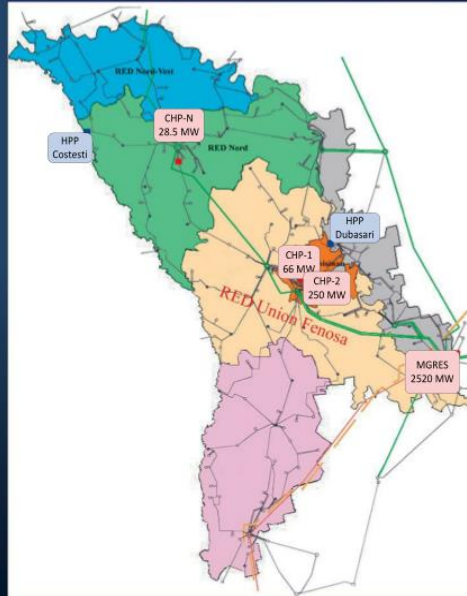 RED Nord-Vest
CHP-N
28.5 MW
RED Nord
HPP
Costesti
HPP
Dubasari
CHP-1
66 MW
CHP-2
250 MW
RED Union Fenosa
MGRES
2520 MW